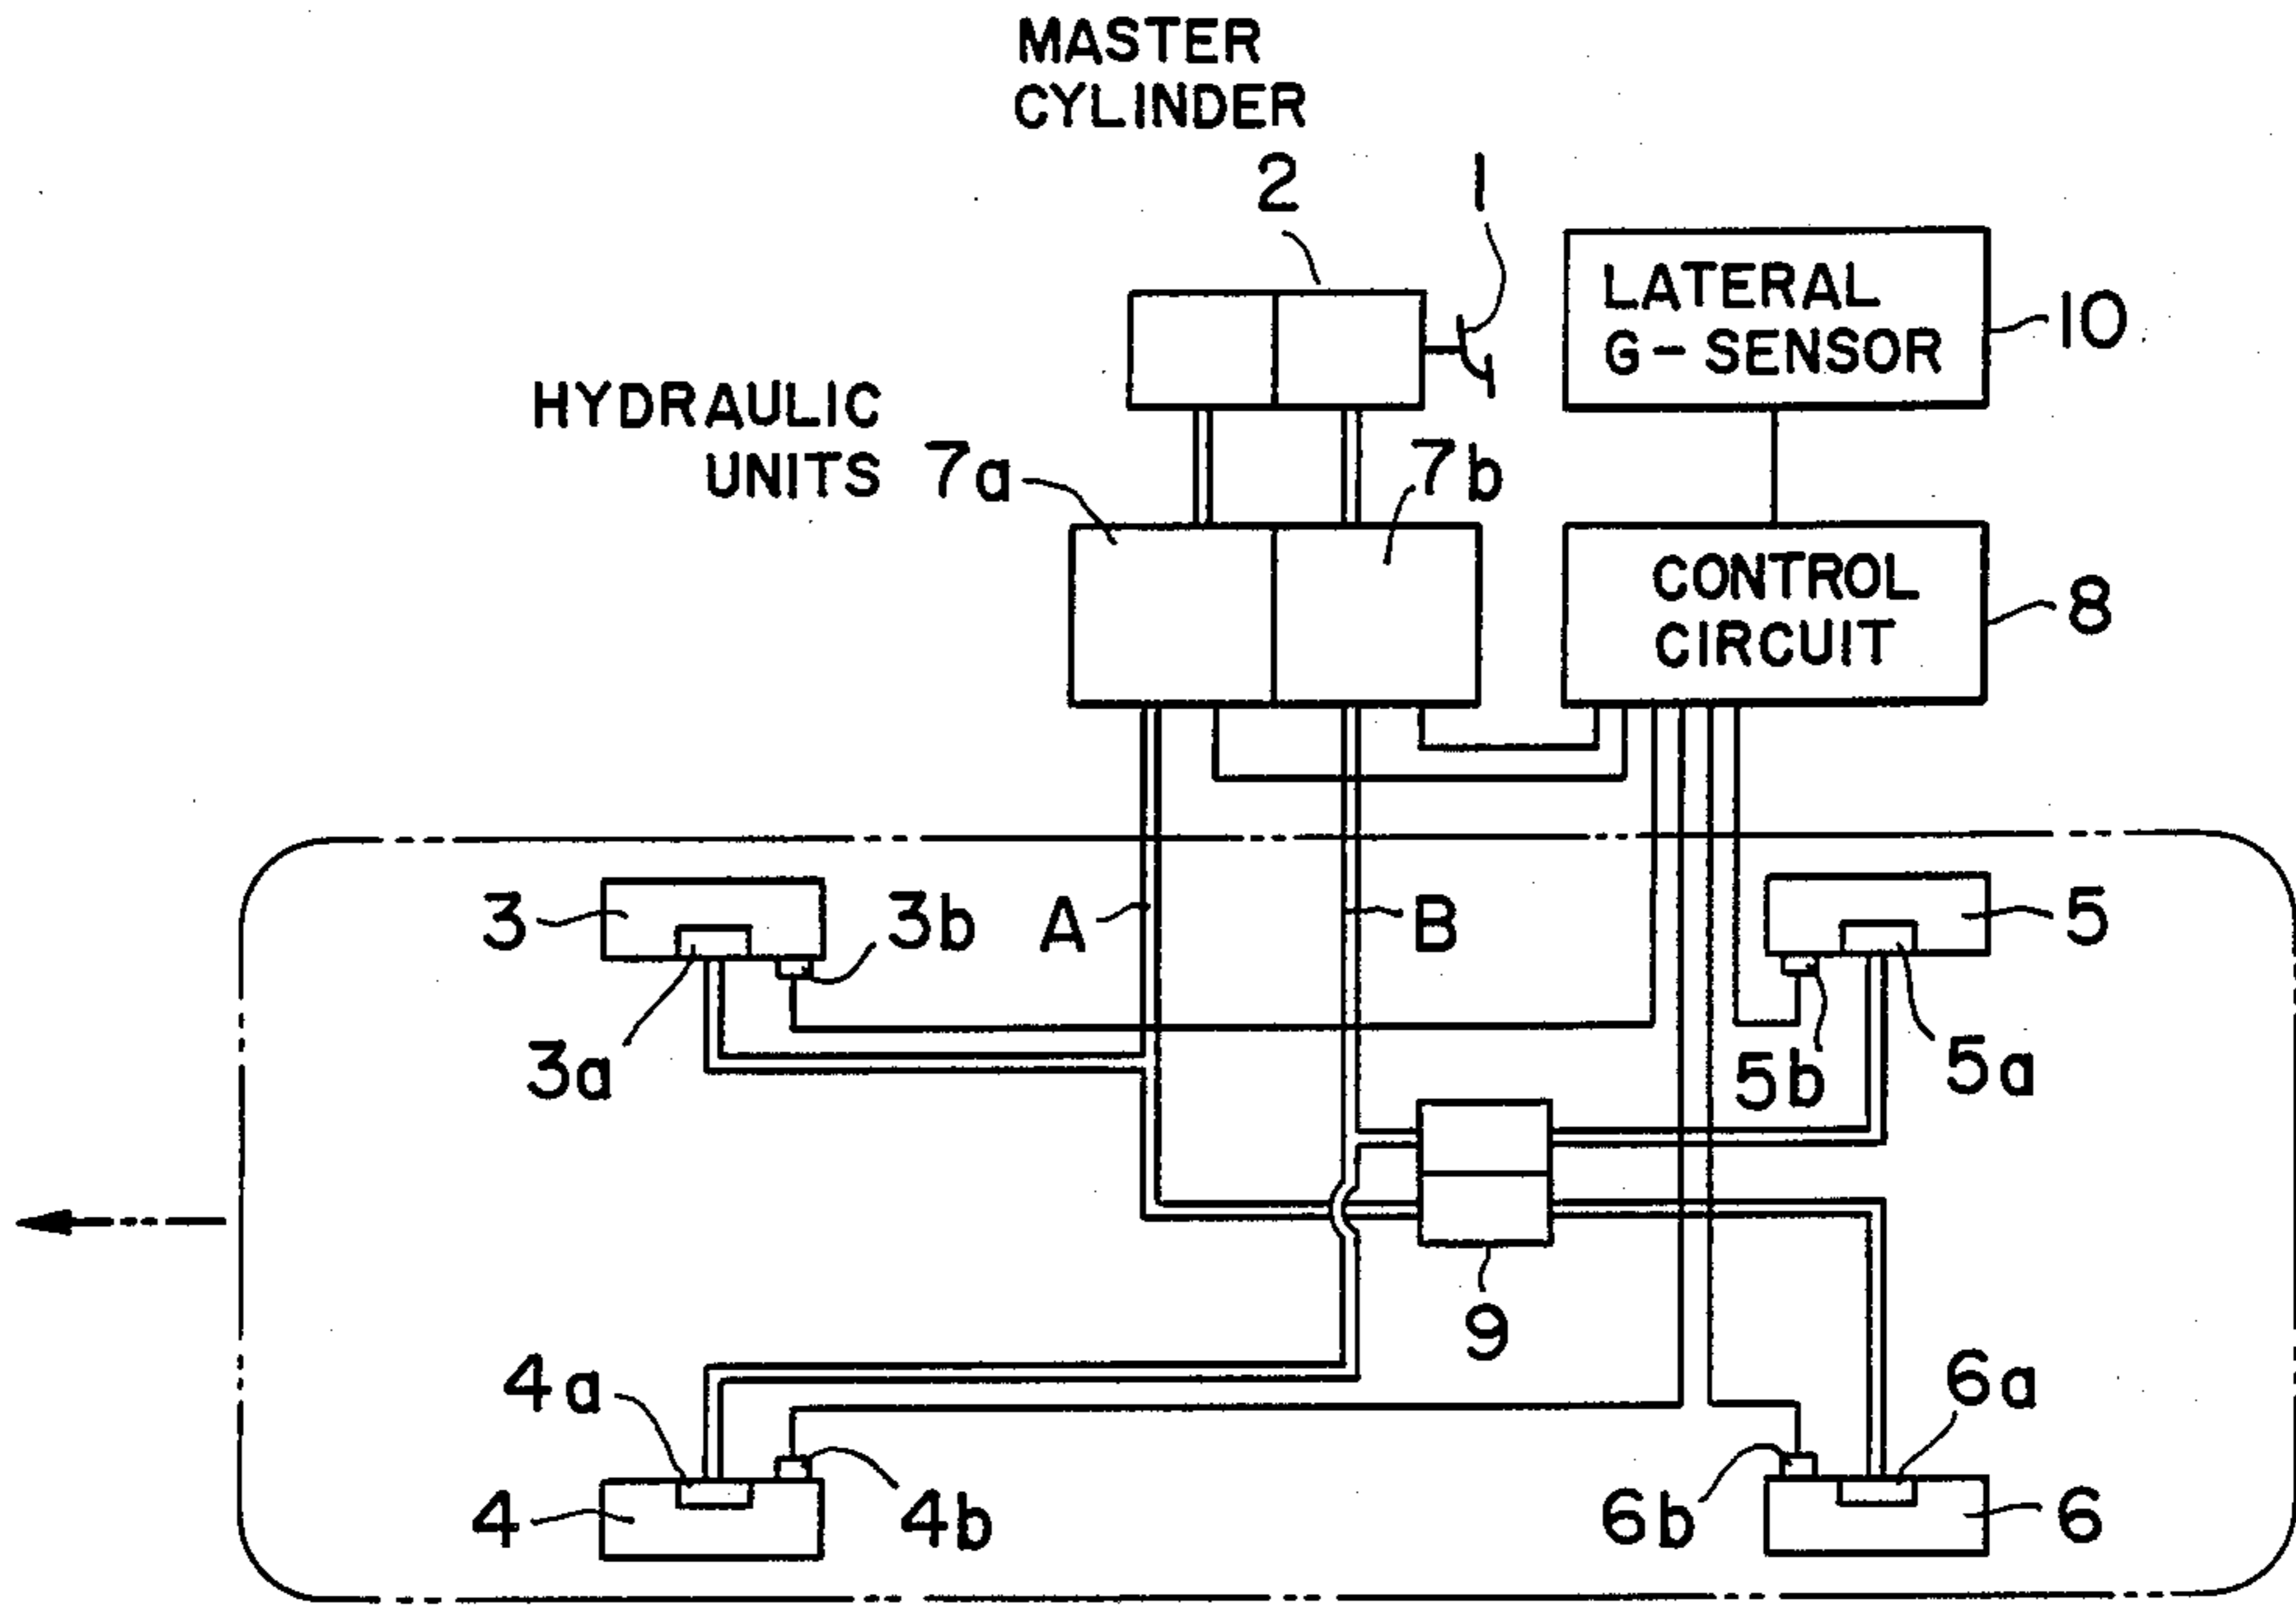 MASTER
CYLINDER
2
1
LATERAL
G-SENSOR
10
HYDRAULIC
UNITS
7a
7b
CONTROL
CIRCUIT
8
3
3b
A
B
5
3a
5b
5a
9
4a
6a
4
4b
6b
6